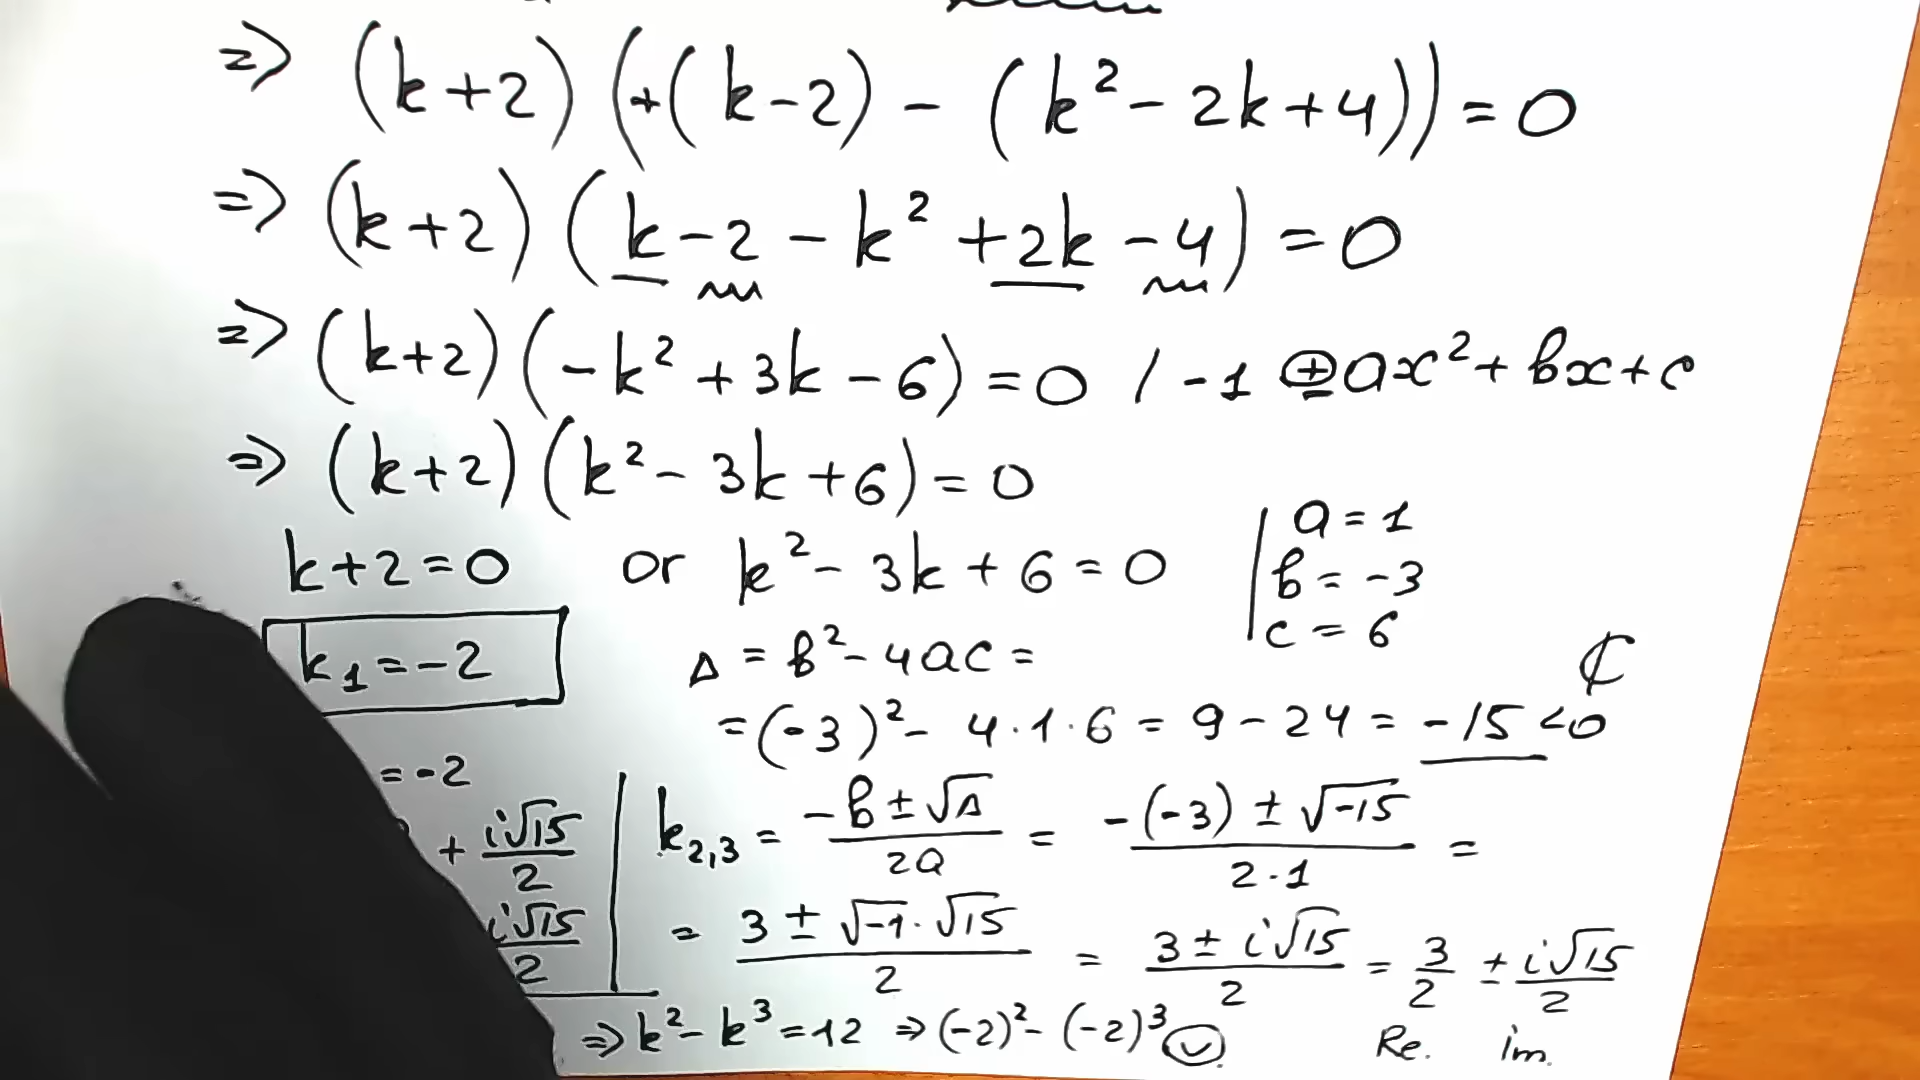 => (k+2) (+(k-2) - (k² - 2k+4)) = 0
=> (k+2) (k-2 - k² +2k -4) = 0
=> (k+2) (-k² + 3k - 6) = 0 / -1 ⊕ax² + bx + c
=> (k+2) (k² - 3k +6) = 0
k+2=0 or k² - 3k + 6 = 0
a = 1
b = -3
c = 6
k₁ = -2
Δ = b² - 4ac =
₵
= (-3)² - 4·1·6 = 9 - 24 = -15 <0
= -2
+ i√15/2
i√15/2
k₂,₃ = (-b ± √Δ)/2a = (-(-3) ± √-15)/2·1 =
= (3 ± √-1 · √15)/2 = (3 ± i√15)/2 = 3/2 ± i√15/2
=> k² - k³ = 12 => (-2)² - (-2)³ ✓
Re. im.